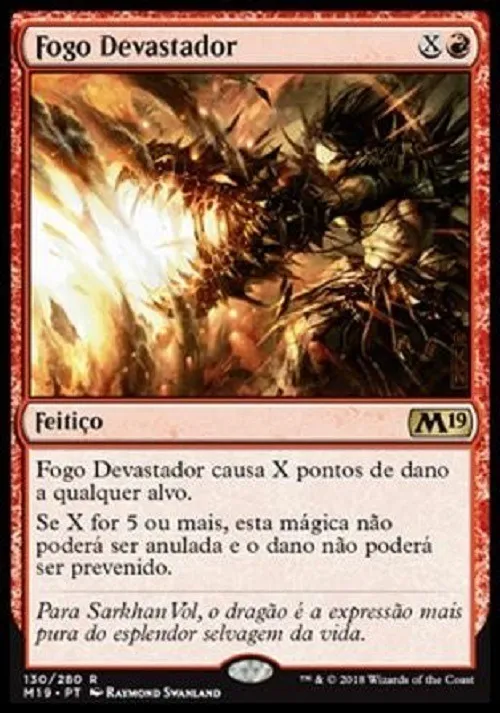 Fogo Devastador X
Feitiço M19
Fogo Devastador causa X pontos de dano
a qualquer alvo.
Se X for 5 ou mais, esta mágica não
poderá ser anulada e o dano não poderá
ser prevenido.
Para Sarkhan Vol, o dragão é a expressão mais
pura do esplendor selvagem da vida.
130/280 R
M19 • PT Raymond Swanland
™ & © 2018 Wizards of the Coast